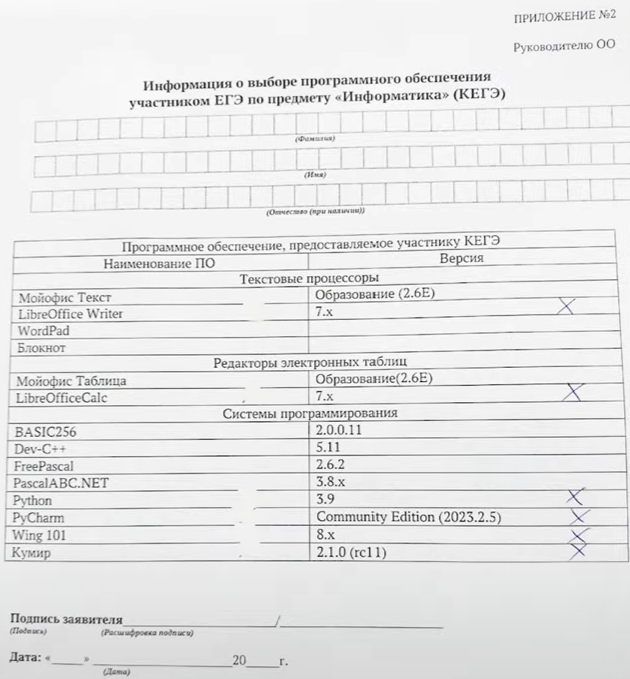 ПРИЛОЖЕНИЕ №2
Руководителю ОО
Информация о выборе программного обеспечения
участником ЕГЭ по предмету «Информатика» (КЕГЭ)
(Фамилия)
(Имя)
(Отчество (при наличии))
Программное обеспечение, предоставляемое участнику КЕГЭ
Наименование ПО Версия
Текстовые процессоры
Мойофис Текст Образование (2.6Е)
LibreOffice Writer 7.x X
WordPad
Блокнот
Редакторы электронных таблиц
Мойофис Таблица Образование(2.6Е)
LibreOfficeCalc 7.x X
Системы программирования
BASIC256 2.0.0.11
Dev-C++ 5.11
FreePascal 2.6.2
PascalABC.NET 3.8.x
Python 3.9 X
PyCharm Community Edition (2023.2.5) X
Wing 101 8.x X
Кумир 2.1.0 (rc11) X
Подпись заявителя____________________/____________________
(Подпись) (Расшифровка подписи)
Дата: «_____» ____________________20_____г.
(Дата)